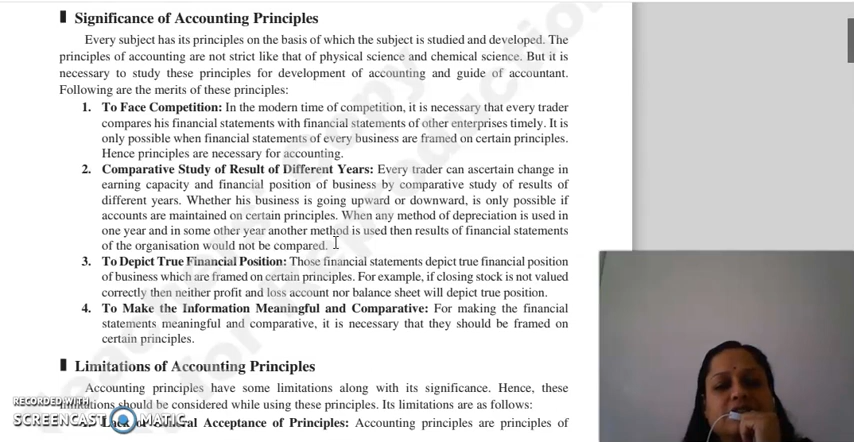 Significance of Accounting Principles
Every subject has its principles on the basis of which the subject is studied and developed. The
principles of accounting are not strict like that of physical science and chemical science. But it is
necessary to study these principles for development of accounting and guide of accountant.
Following are the merits of these principles:
1. To Face Competition: In the modern time of competition, it is necessary that every trader
compares his financial statements with financial statements of other enterprises timely. It is
only possible when financial statements of every business are framed on certain principles.
Hence principles are necessary for accounting.
2. Comparative Study of Result of Different Years: Every trader can ascertain change in
earning capacity and financial position of business by comparative study of results of
different years. Whether his business is going upward or downward, is only possible if
accounts are maintained on certain principles. When any method of depreciation is used in
one year and in some other year another method is used then results of financial statements
of the organisation would not be compared.
3. To Depict True Financial Position: Those financial statements depict true financial position
of business which are framed on certain principles. For example, if closing stock is not valued
correctly then neither profit and loss account nor balance sheet will depict true position.
4. To Make the Information Meaningful and Comparative: For making the financial
statements meaningful and comparative, it is necessary that they should be framed on
certain principles.
Limitations of Accounting Principles
Accounting principles have some limitations along with its significance. Hence, these
should be considered while using these principles. Its limitations are as follows:
Acceptance of Principles: Accounting principles are principles of
RECORDED WITH
SCREENCAST MATIC